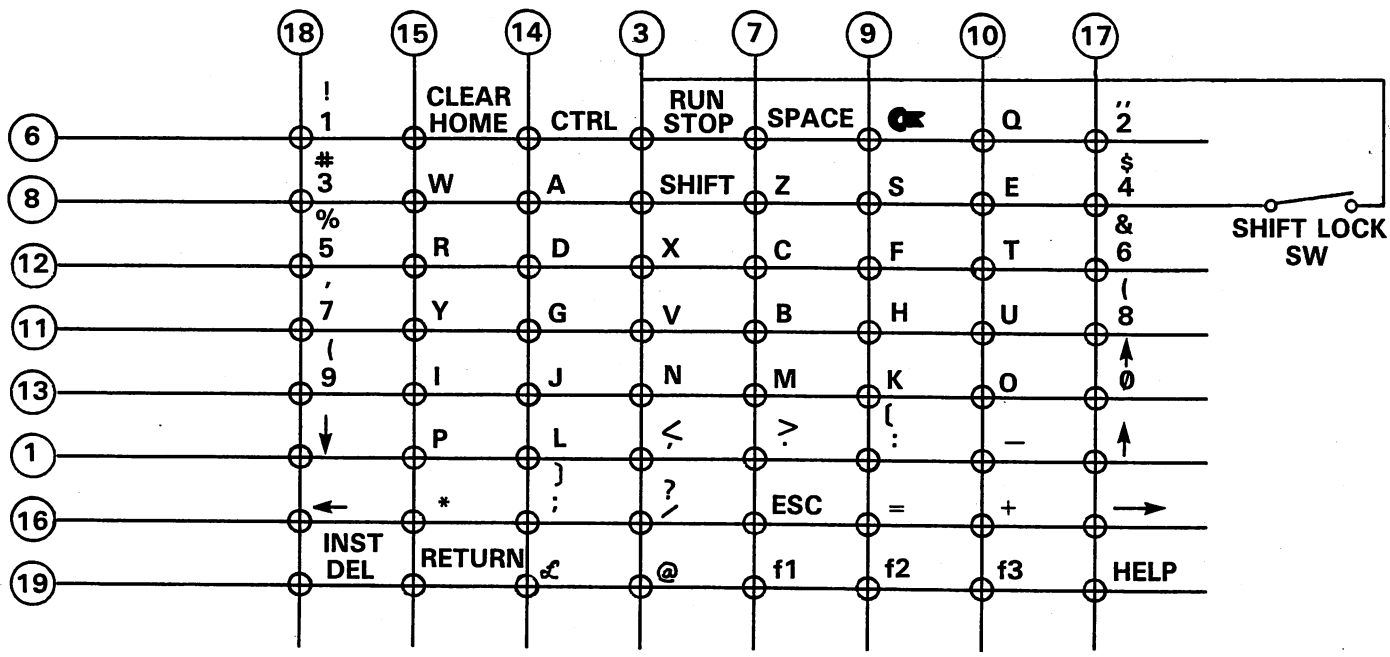 18 15 14 3 7 9 10 17
! CLEAR RUN ,,
6 1 HOME CTRL STOP SPACE Q 2
# $
8 3 W A SHIFT Z S E 4
SHIFT LOCK
SW
% &
12 5 R D X C F T 6
, (
11 7 Y G V B H U 8
( ↑
13 9 I J N M K O 0
< > [
1 ↓ P L , . : — ↑
] ?
16 ← * ; / ESC = + →
INST
19 DEL RETURN £ @ f1 f2 f3 HELP